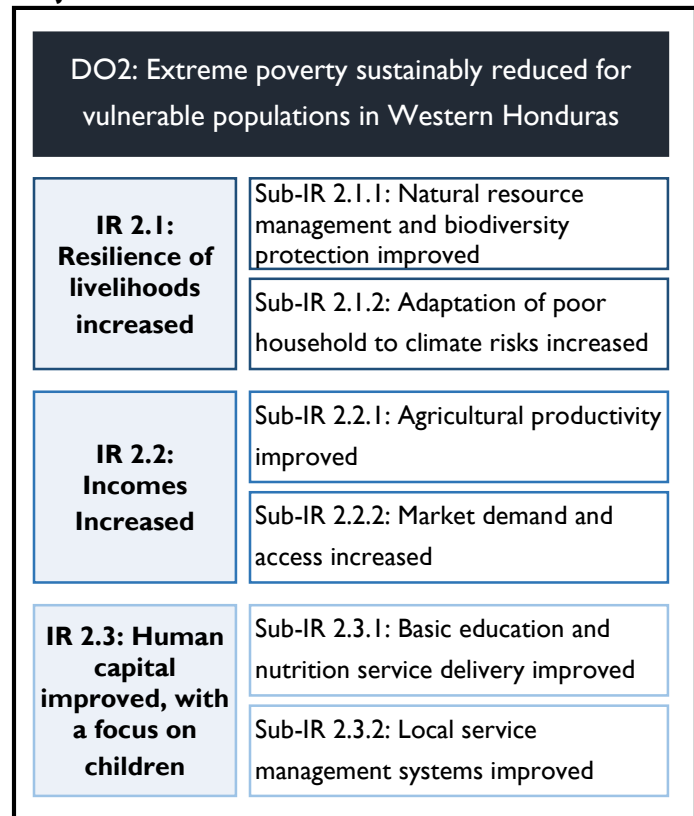 DO2: Extreme poverty sustainably reduced for
vulnerable populations in Western Honduras
IR 2.1:
Resilience of
livelihoods
increased
Sub-IR 2.1.1: Natural resource
management and biodiversity
protection improved
Sub-IR 2.1.2: Adaptation of poor
household to climate risks increased
IR 2.2:
Incomes
Increased
Sub-IR 2.2.1: Agricultural productivity
improved
Sub-IR 2.2.2: Market demand and
access increased
IR 2.3: Human
capital
improved, with
a focus on
children
Sub-IR 2.3.1: Basic education and
nutrition service delivery improved
Sub-IR 2.3.2: Local service
management systems improved